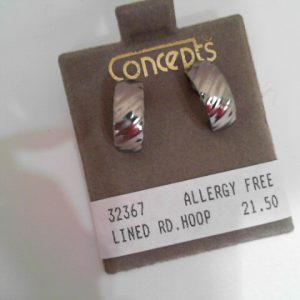 Concepts
32367 ALLERGY FREE
LINED RD.HOOP 21.50